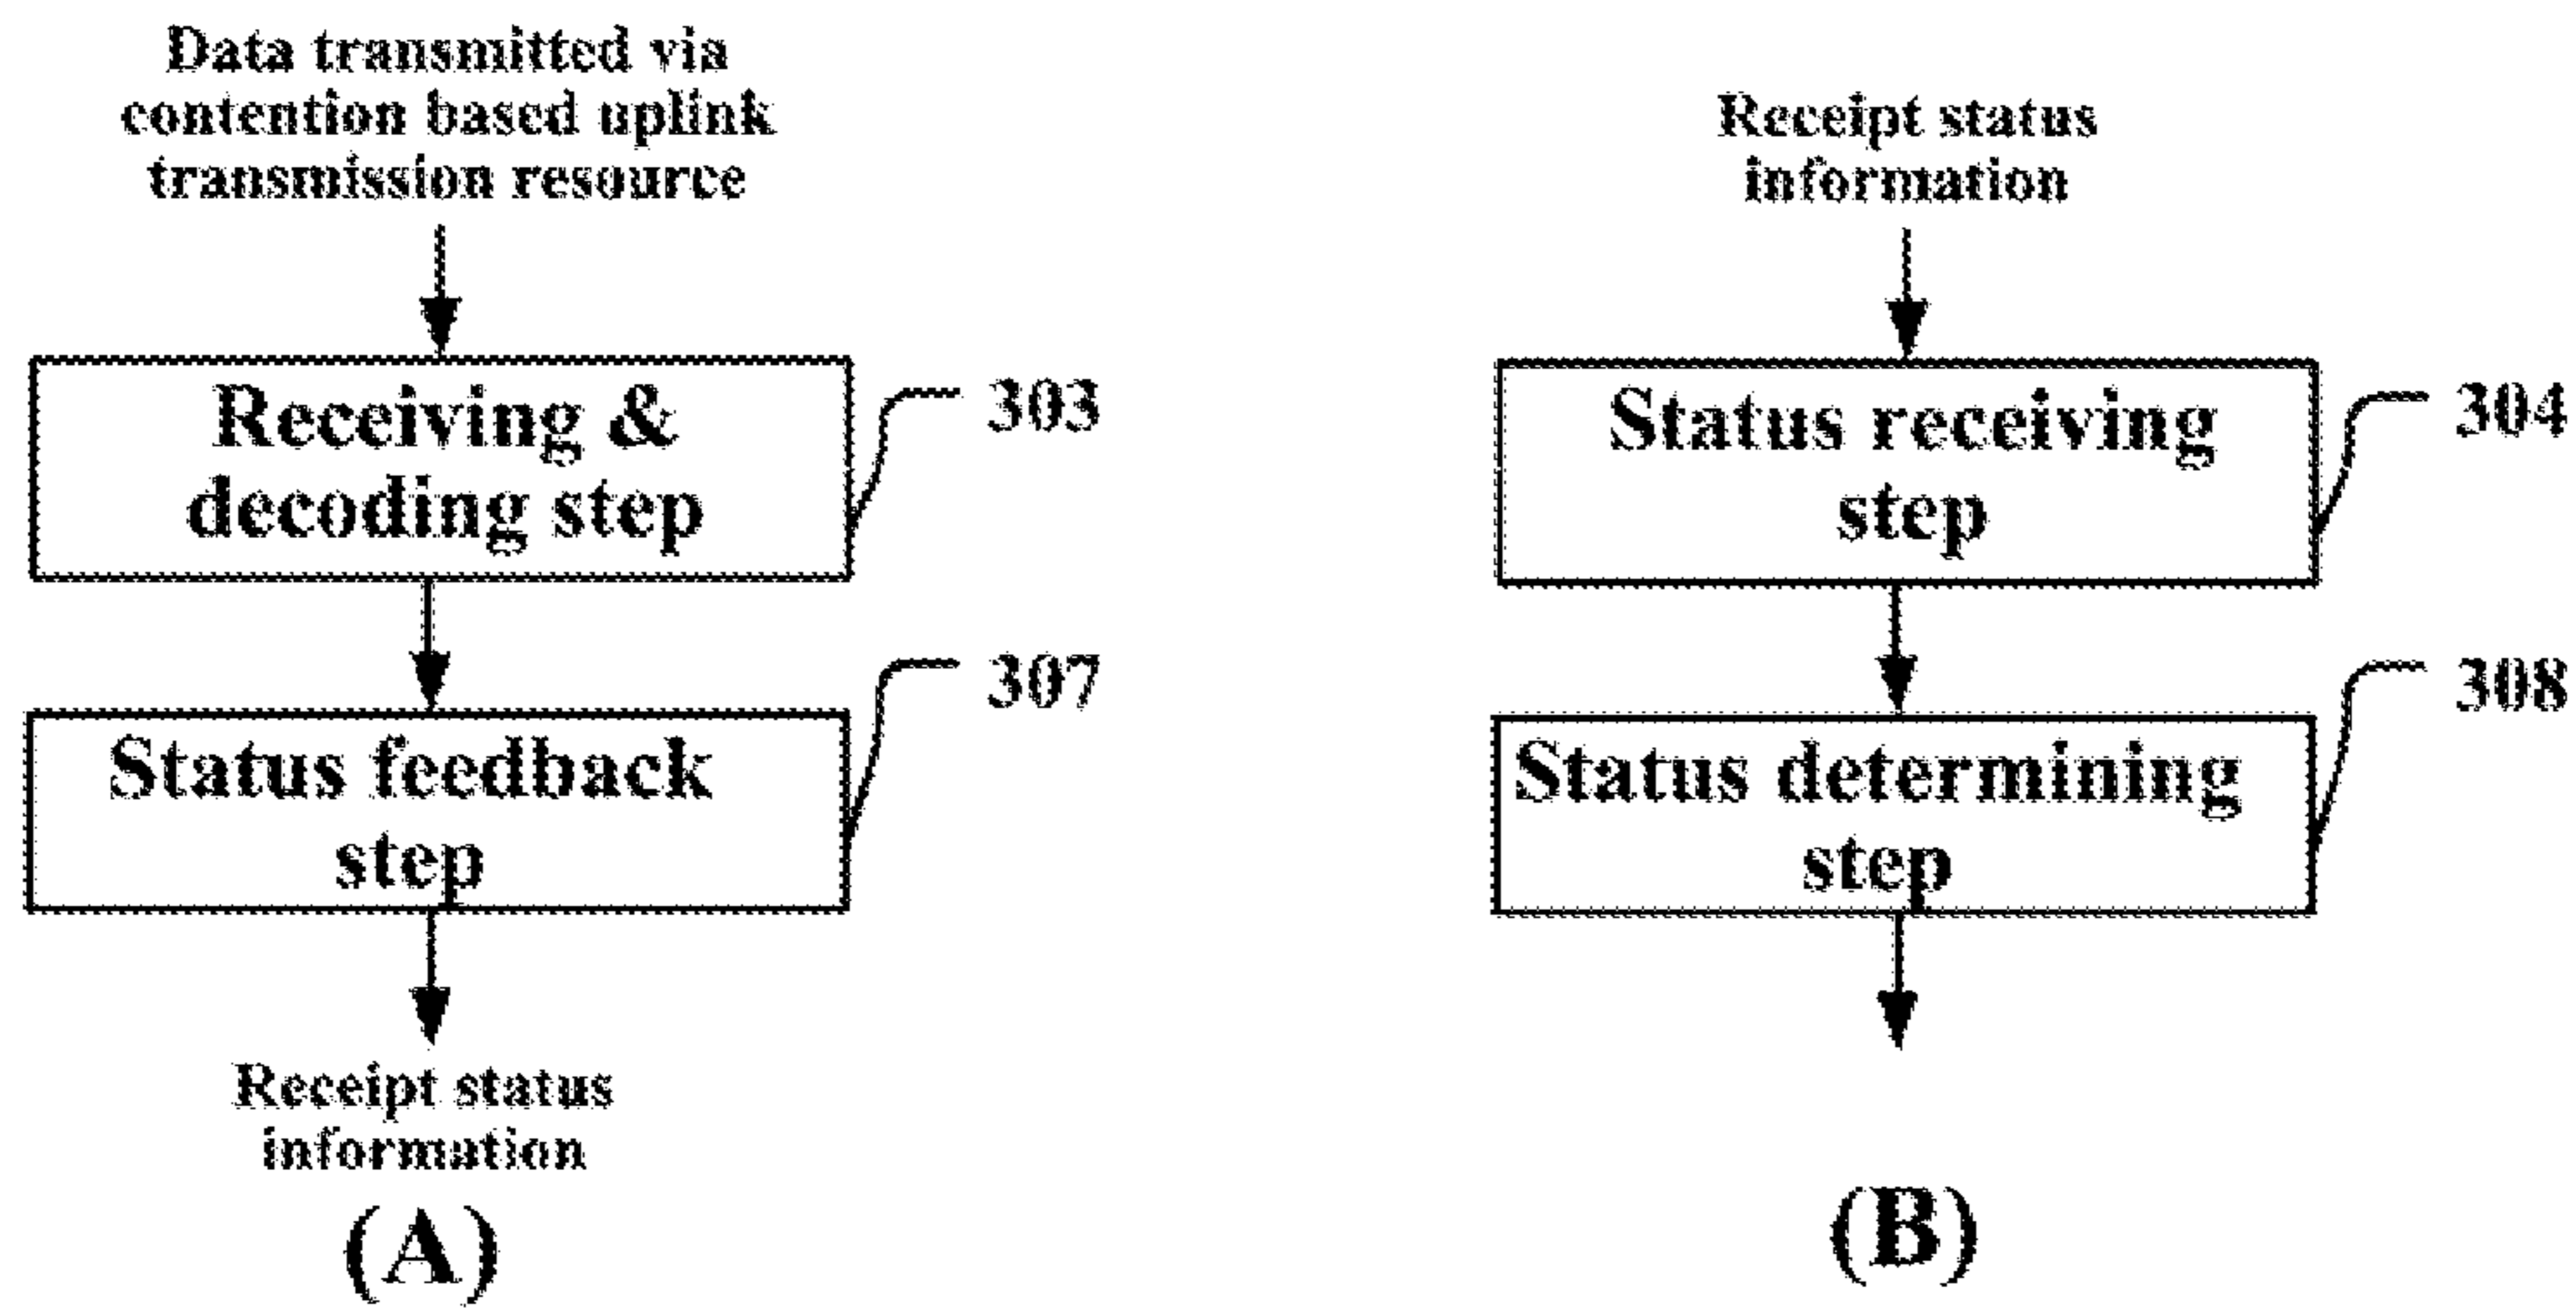 Data transmitted via
contention based uplink
transmission resource
Receiving &
decoding step
303
Status feedback
step
307
Receipt status
information
(A)
Receipt status
information
Status receiving
step
304
Status determining
step
308
(B)